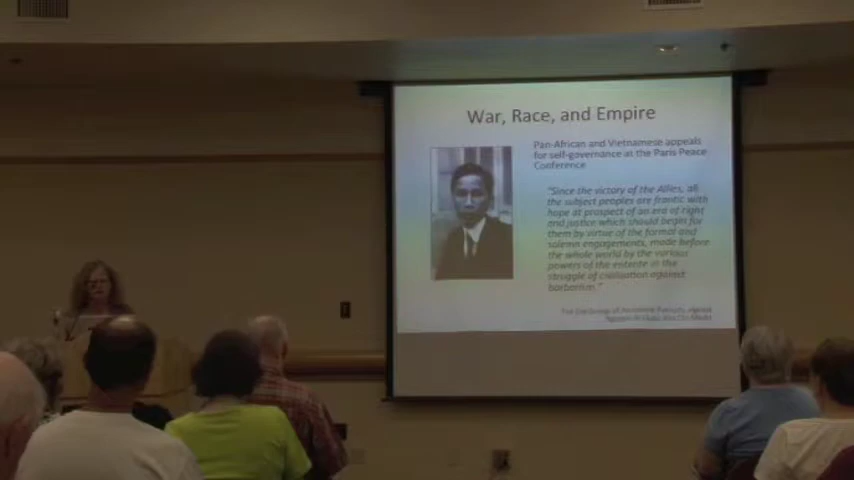 War, Race, and Empire
Pan-African and Vietnamese appeals
for self-governance at the Paris Peace
Conference
"Since the victory of the Allies, all
the subject peoples are frantic with
hope at prospect of an era of right
and justice which should begin for
them by virtue of the formal and
solemn engagements, made before
the whole world by the various
powers of the entente in the
struggle of civilization against
barbarism."